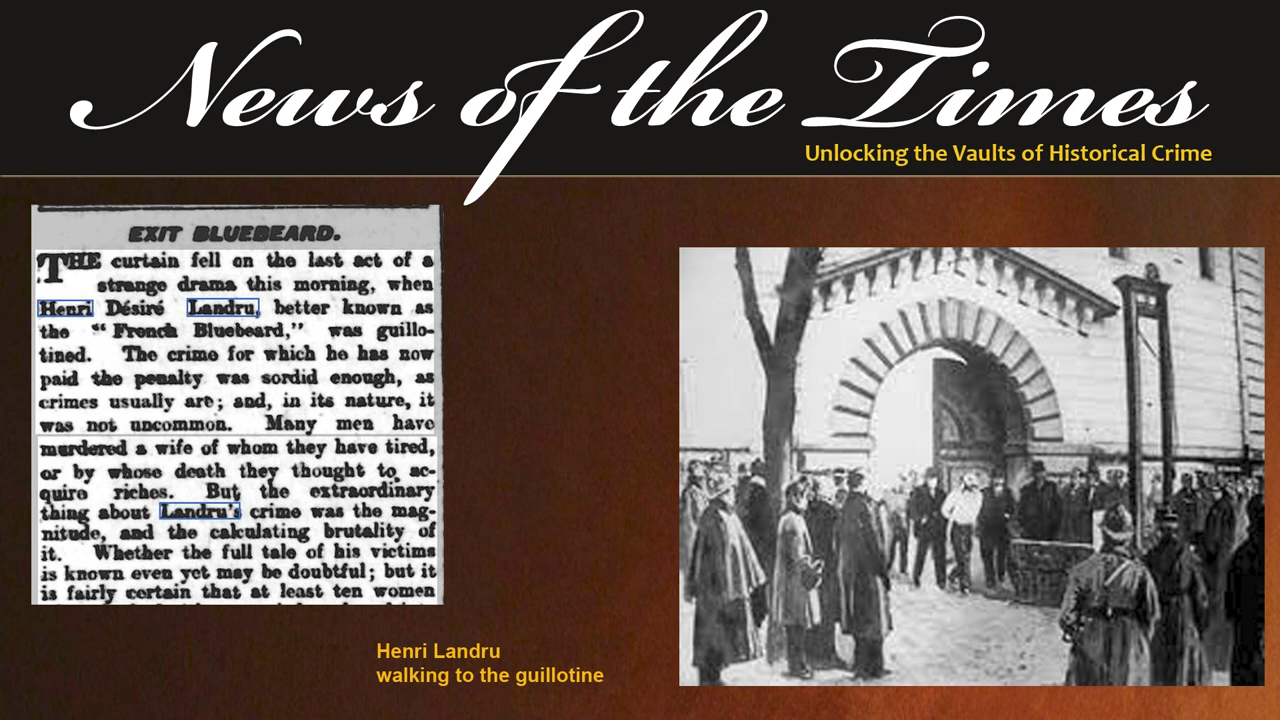 News of the Times
Unlocking the Vaults of Historical Crime
EXIT BLUEBEARD.
THE curtain fell on the last act of a
strange drama this morning, when
Henri Désiré Landru, better known as
the “French Bluebeard,” was guillo-
tined. The crime for which he has now
paid the penalty was sordid enough, as
crimes usually are; and, in its nature, it
was not uncommon. Many men have
murdered a wife of whom they have tired,
or by whose death they thought to ac-
quire riches. But the extraordinary
thing about Landru's crime was the mag-
nitude, and the calculating brutality of
it. Whether the full tale of his victims
is known even yet may be doubtful; but it
is fairly certain that at least ten women
Henri Landru
walking to the guillotine